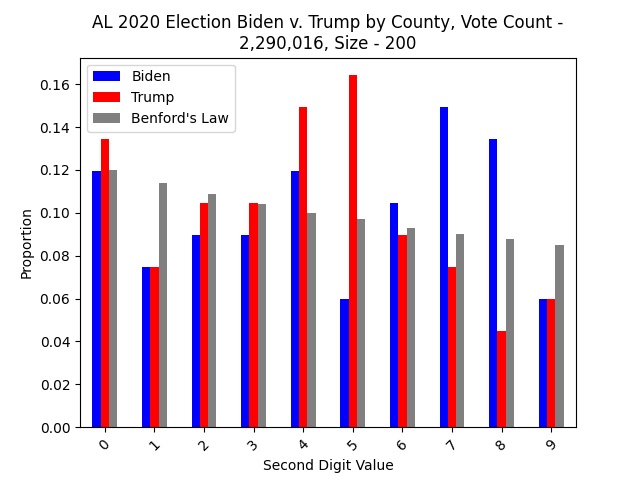 AL 2020 Election Biden v. Trump by County, Vote Count -
2,290,016, Size - 200
Biden
Trump
Benford's Law
0.16
0.14
0.12
0.10
0.08
0.06
0.04
0.02
0.00
Proportion
0 1 2 3 4 5 6 7 8 9
Second Digit Value